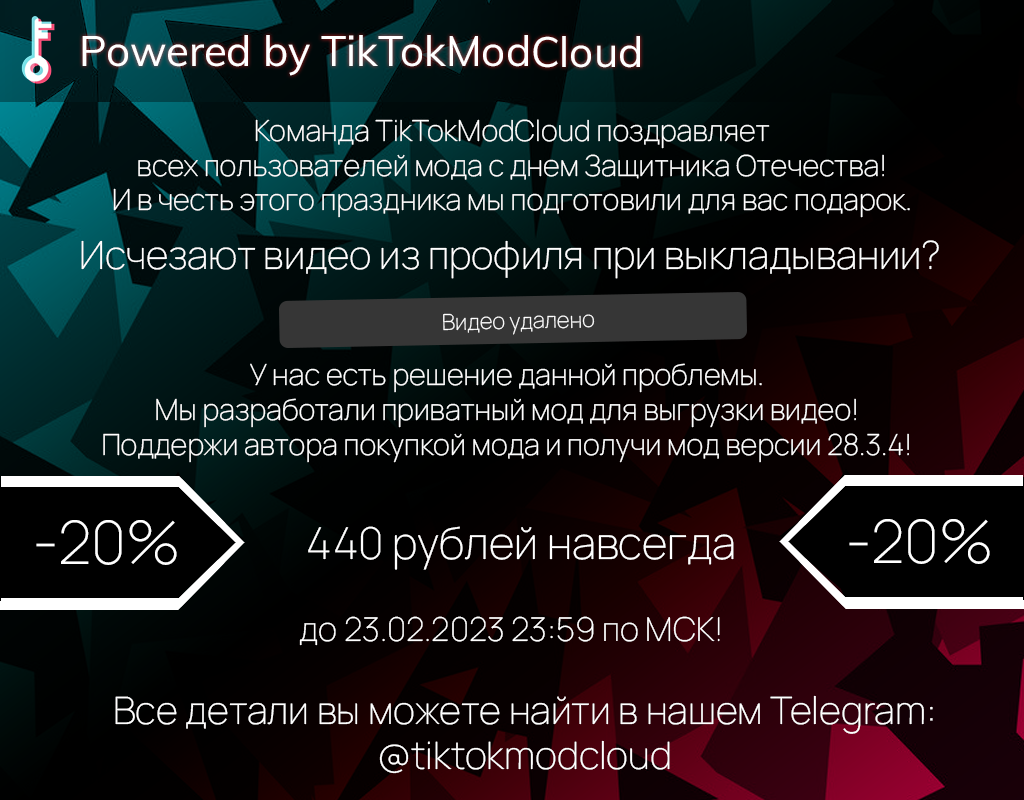 Powered by TikTokModCloud
Команда TikTokModCloud поздравляет
всех пользователей мода с днем Защитника Отечества!
И в честь этого праздника мы подготовили для вас подарок.
Исчезают видео из профиля при выкладывании?
Видео удалено
У нас есть решение данной проблемы.
Мы разработали приватный мод для выгрузки видео!
Поддержи автора покупкой мода и получи мод версии 28.3.4!
-20%
440 рублей навсегда
-20%
до 23.02.2023 23:59 по МСК!
Все детали вы можете найти в нашем Telegram:
@tiktokmodcloud